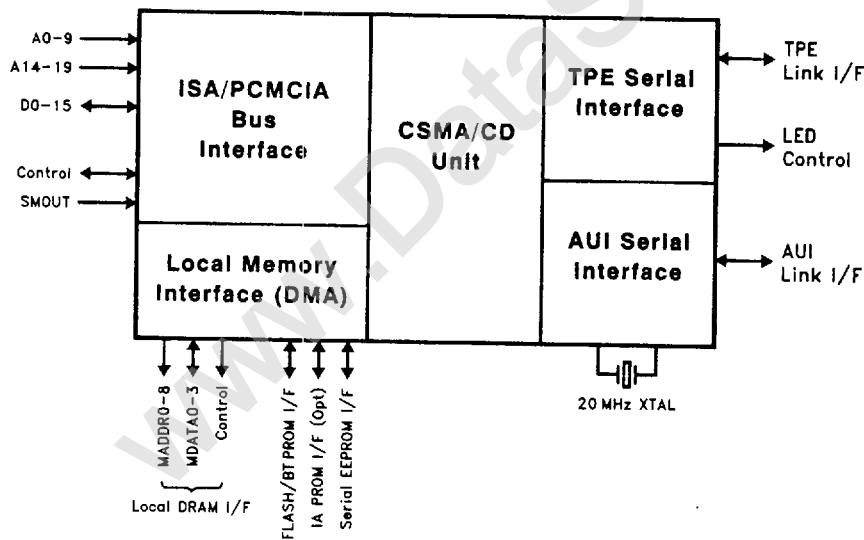 A0-9
A14-19
D0-15
Control
SMOUT
ISA/PCMCIA
Bus
Interface
Local Memory
Interface (DMA)
CSMA/CD
Unit
TPE Serial
Interface
AUI Serial
Interface
TPE
Link I/F
LED
Control
AUI
Link I/F
20 MHz XTAL
MADDR0-8
MDATA0-3
Control
Local DRAM I/F
FLASH/BT PROM I/F
IA PROM I/F (Opt)
Serial EEPROM I/F
www.DataS